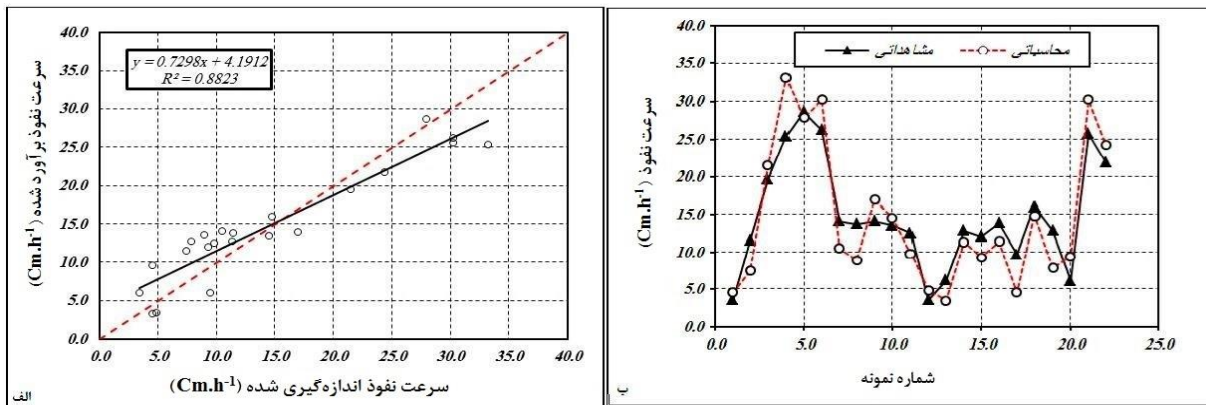 40.0
35.0
30.0
25.0
20.0
15.0
10.0
5.0
0.0
سرعت نفوذ برآورد شده (Cm.h-1)
y = 0.7298x + 4.1912
R² = 0.8823
0.0 5.0 10.0 15.0 20.0 25.0 30.0 35.0 40.0
سرعت نفوذ اندازه‌گیری شده (Cm.h-1)
الف
40.0
35.0
30.0
25.0
20.0
15.0
10.0
5.0
0.0
سرعت نفوذ (Cm.h-1)
مشاهداتی
محاسباتی
0.0 5.0 10.0 15.0 20.0 25.0
شماره نمونه
ب